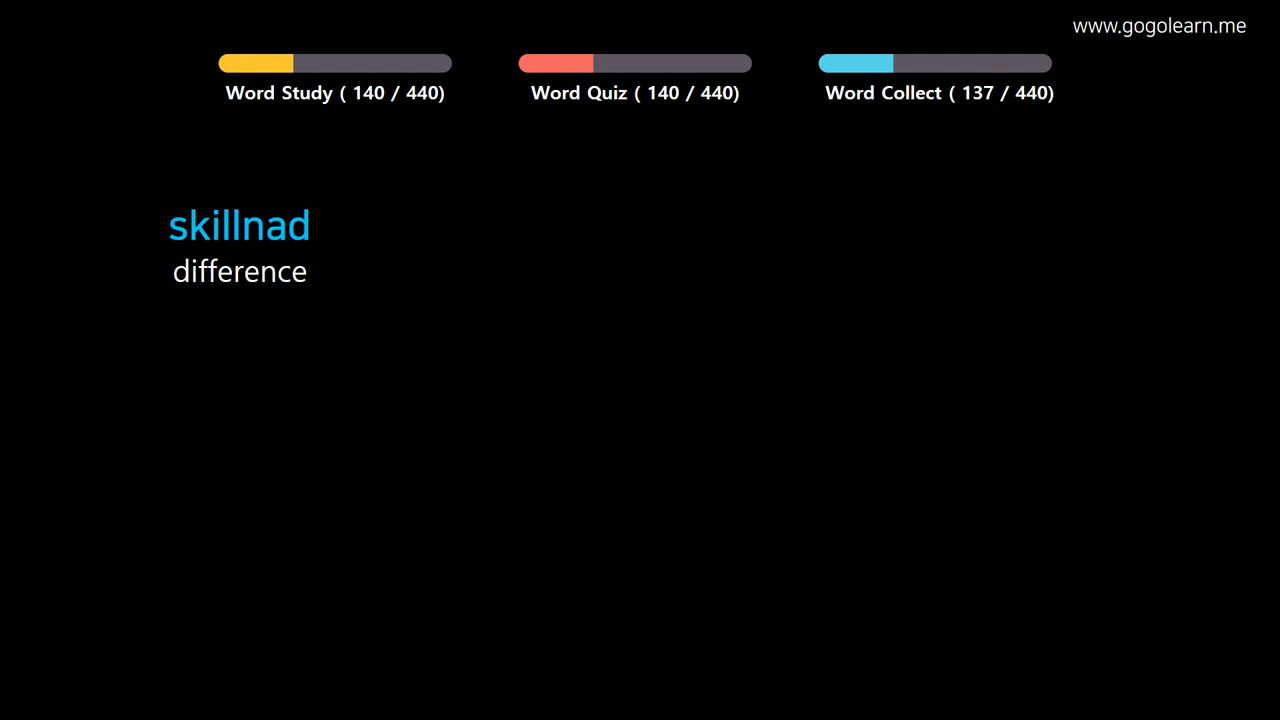 www.gogolearn.me
Word Study ( 140 / 440)
Word Quiz ( 140 / 440)
Word Collect ( 137 / 440)
skillnad
difference